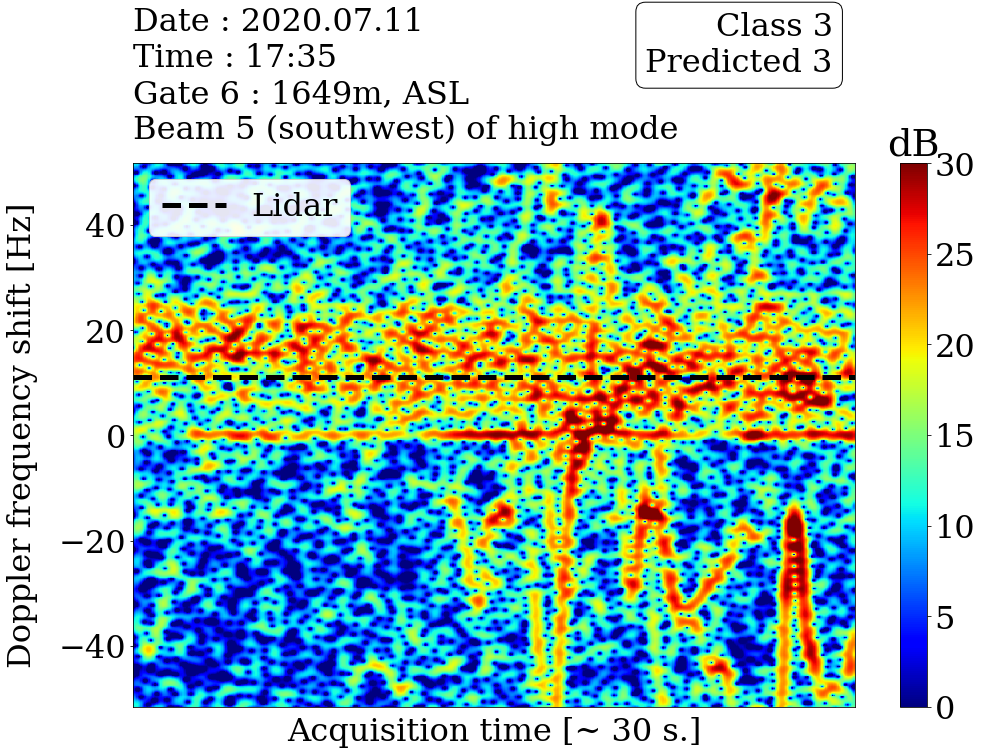 Date : 2020.07.11
Time : 17:35
Gate 6 : 1649m, ASL
Beam 5 (southwest) of high mode
Class 3
Predicted 3
dB
Lidar
Doppler frequency shift [Hz]
40
20
0
−20
−40
30
25
20
15
10
5
0
Acquisition time [~ 30 s.]